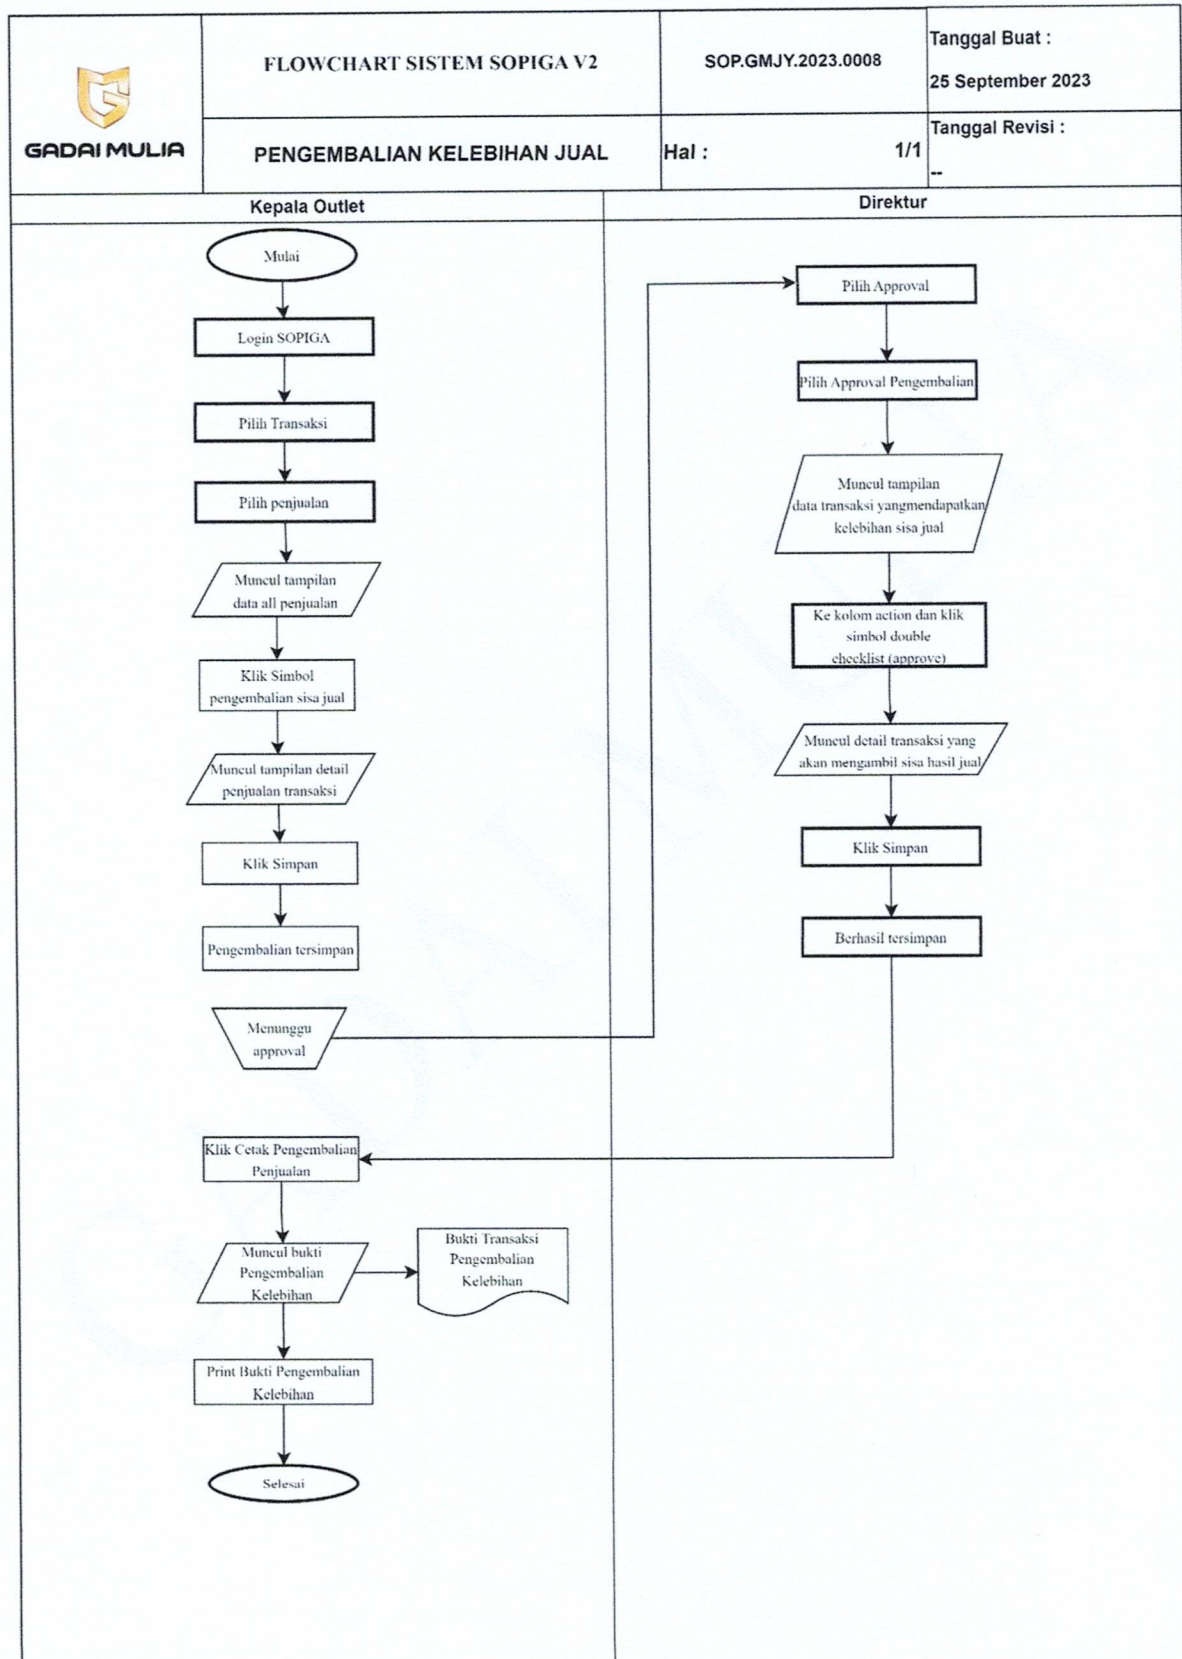 GADAI MULIA
FLOWCHART SISTEM SOPIGA V2
SOP.GMJY.2023.0008
Tanggal Buat :
25 September 2023
PENGEMBALIAN KELEBIHAN JUAL
Hal :
1/1
Tanggal Revisi :
--
Kepala Outlet
Mulai
Login SOPIGA
Pilih Transaksi
Pilih penjualan
Muncul tampilan
data all penjualan
Klik Simbol
pengembalian sisa jual
Muncul tampilan detail
penjualan transaksi
Klik Simpan
Pengembalian tersimpan
Menunggu
approval
Direktur
Pilih Approval
Pilih Approval Pengembalian
Muncul tampilan
data transaksi yangmendapatkan
kelebihan sisa jual
Ke kolom action dan klik
simbol double
checklist (approve)
Muncul detail transaksi yang
akan mengambil sisa hasil jual
Klik Simpan
Berhasil tersimpan
Klik Cetak Pengembalian
Penjualan
Muncul bukti
Pengembalian
Kelebihan
Bukti Transaksi
Pengembalian
Kelebihan
Print Bukti Pengembalian
Kelebihan
Selesai
GADAI MULIA